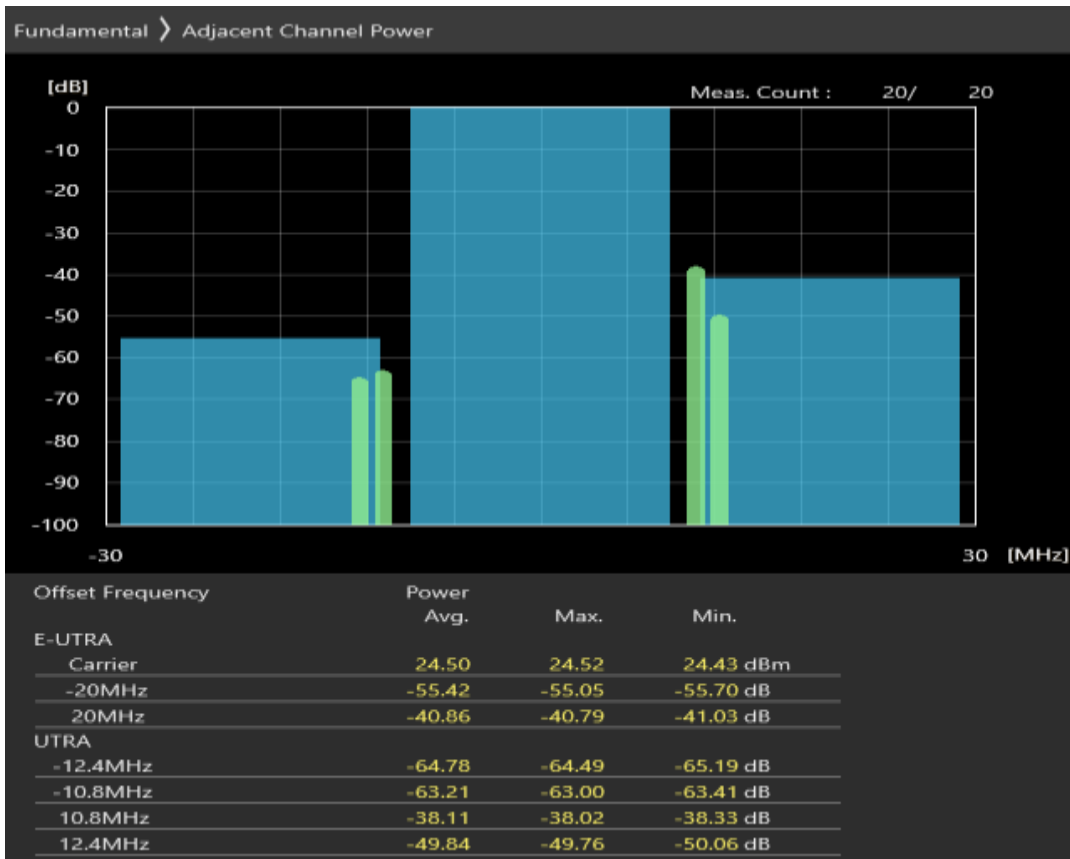 Fundamental ❯ Adjacent Channel Power
[dB]
Meas. Count : 20/ 20
0
-10
-20
-30
-40
-50
-60
-70
-80
-90
-100
-30 30 [MHz]
Offset Frequency Power
Avg. Max. Min.
E-UTRA
Carrier 24.50 24.52 24.43 dBm
-20MHz -55.42 -55.05 -55.70 dB
20MHz -40.86 -40.79 -41.03 dB
UTRA
-12.4MHz -64.78 -64.49 -65.19 dB
-10.8MHz -63.21 -63.00 -63.41 dB
10.8MHz -38.11 -38.02 -38.33 dB
12.4MHz -49.84 -49.76 -50.06 dB